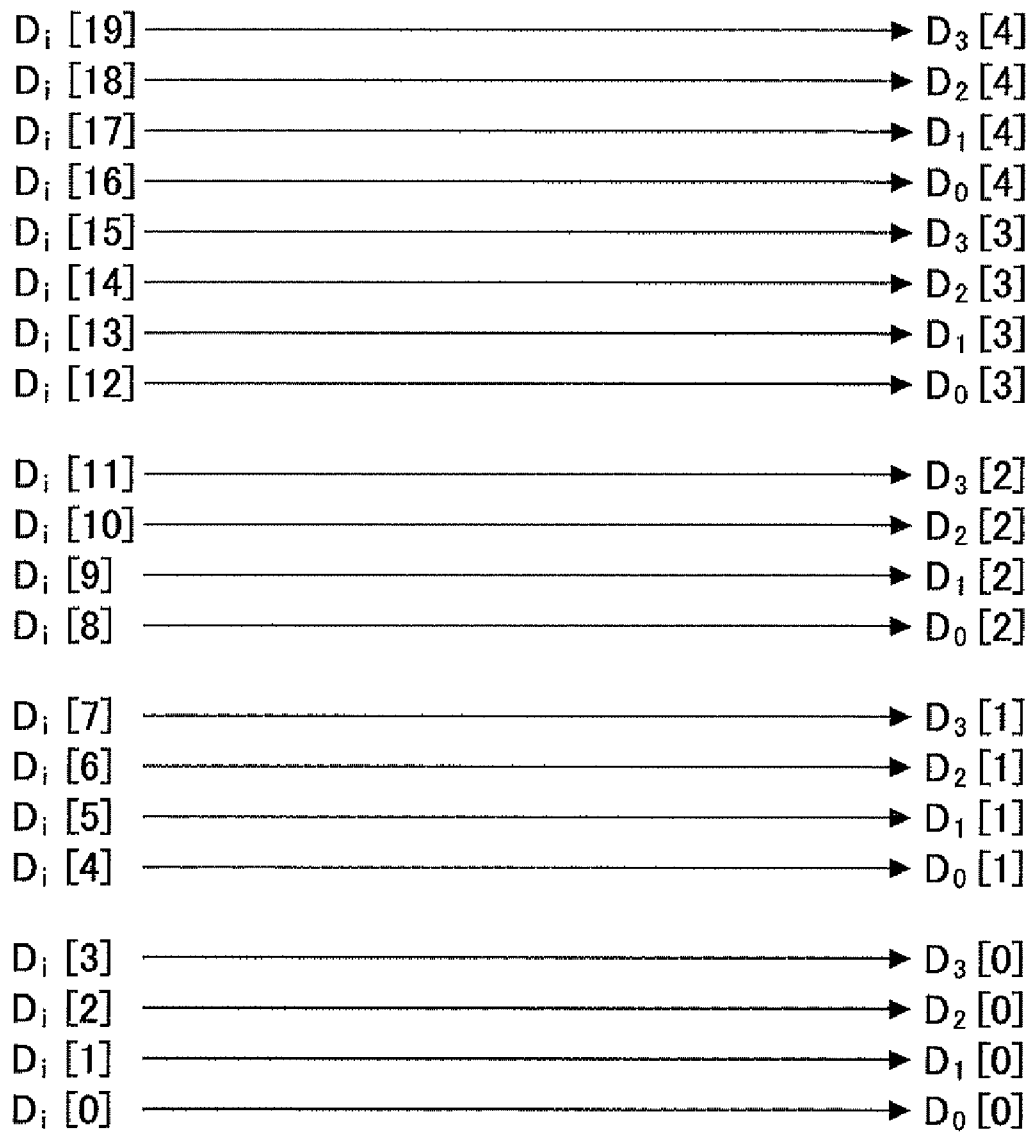 Di [19] → D3 [4]
Di [18] → D2 [4]
Di [17] → D1 [4]
Di [16] → D0 [4]
Di [15] → D3 [3]
Di [14] → D2 [3]
Di [13] → D1 [3]
Di [12] → D0 [3]
Di [11] → D3 [2]
Di [10] → D2 [2]
Di [9] → D1 [2]
Di [8] → D0 [2]
Di [7] → D3 [1]
Di [6] → D2 [1]
Di [5] → D1 [1]
Di [4] → D0 [1]
Di [3] → D3 [0]
Di [2] → D2 [0]
Di [1] → D1 [0]
Di [0] → D0 [0]